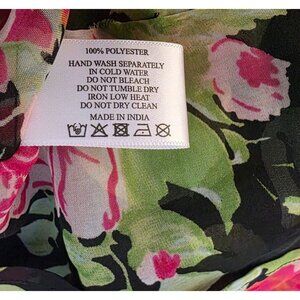 100% POLYESTER
HAND WASH SEPARATELY
IN COLD WATER
DO NOT BLEACH
DO NOT TUMBLE DRY
IRON LOW HEAT
DO NOT DRY CLEAN
MADE IN INDIA